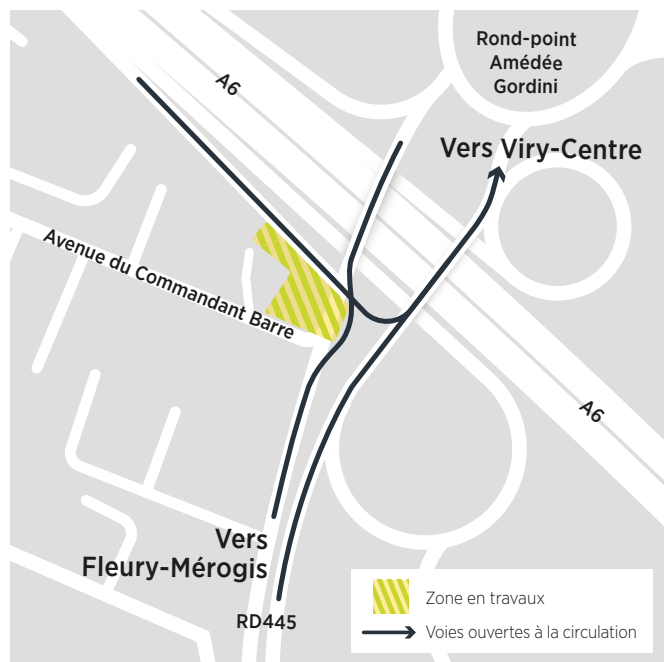 Rond-point
Amédée
Gordini
A6
Vers Viry-Centre
Avenue du Commandant Barre
A6
Vers
Fleury-Mérogis
RD445
Zone en travaux
Voies ouvertes à la circulation